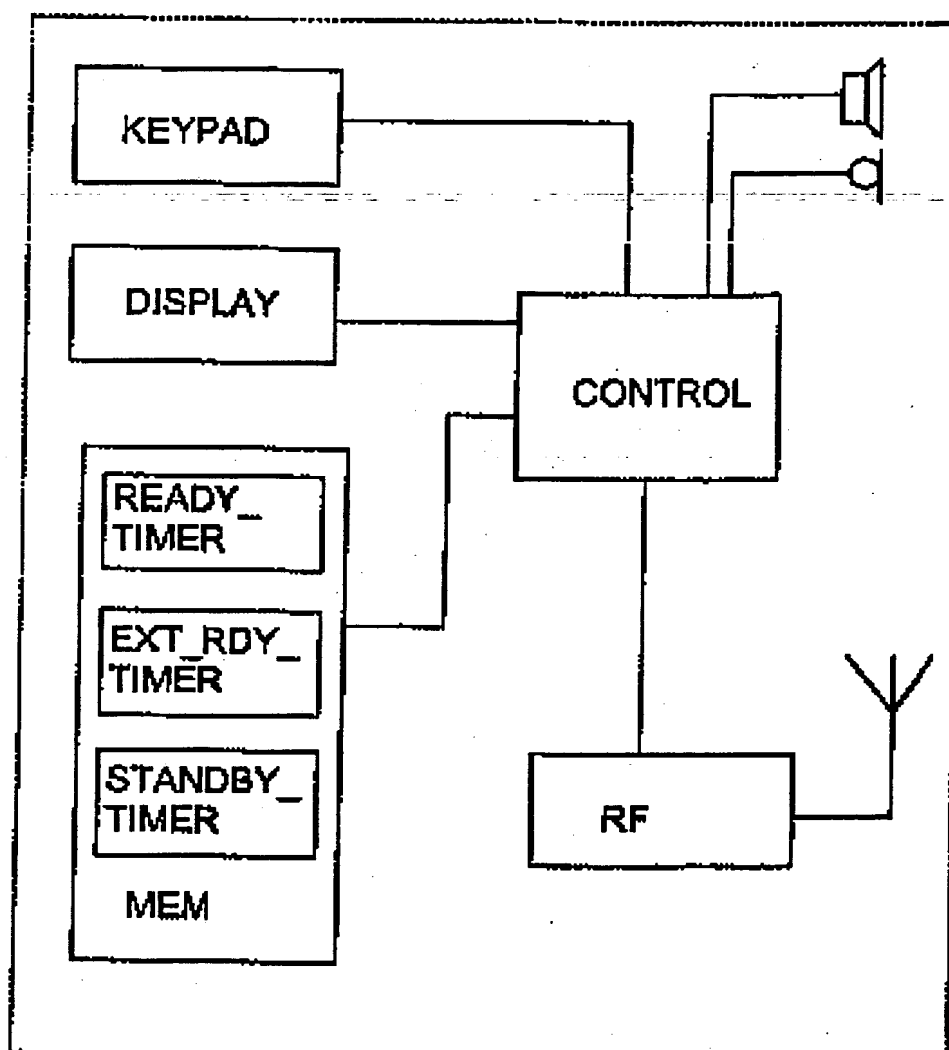 KEYPAD
DISPLAY
CONTROL
READY_
TIMER
EXT_RDY_
TIMER
STANDBY_
TIMER
MEM
RF